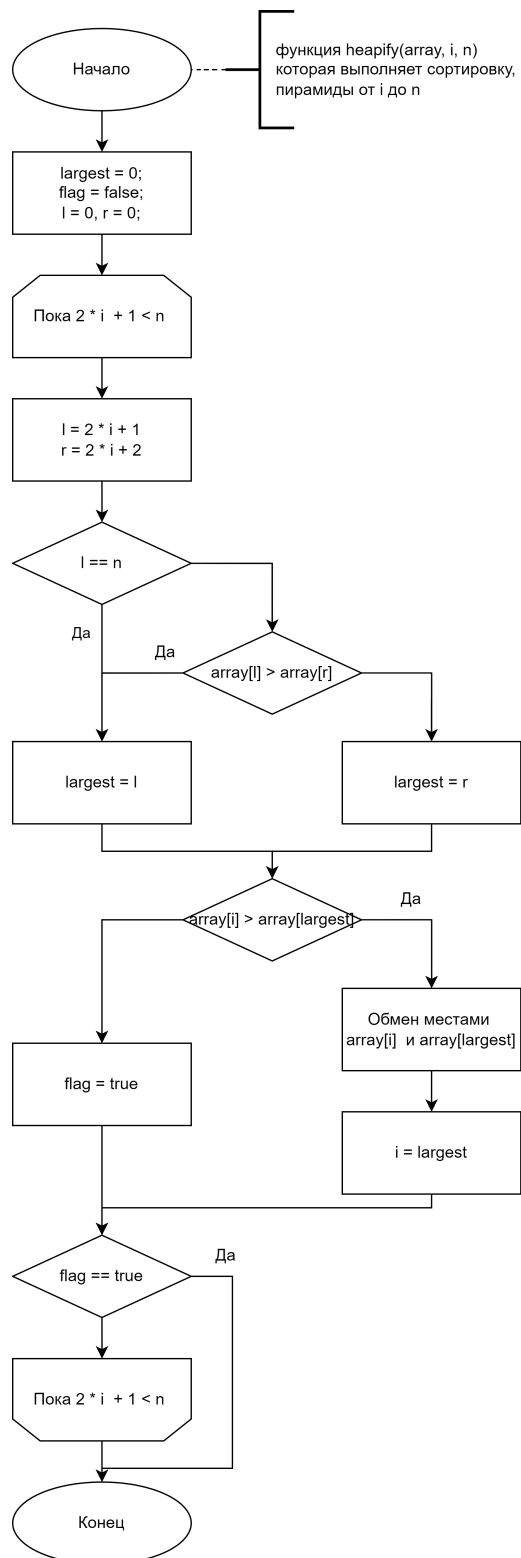 Начало
функция heapify(array, i, n)
которая выполняет сортировку,
пирамиды от i до n
largest = 0;
flag = false;
l = 0, r = 0;
Пока 2 * i + 1 < n
l = 2 * i + 1
r = 2 * i + 2
l == n
Да
Да
array[l] > array[r]
largest = l
largest = r
array[i] > array[largest]
Да
Обмен местами
array[i] и array[largest]
flag = true
i = largest
Да
flag == true
Пока 2 * i + 1 < n
Конец